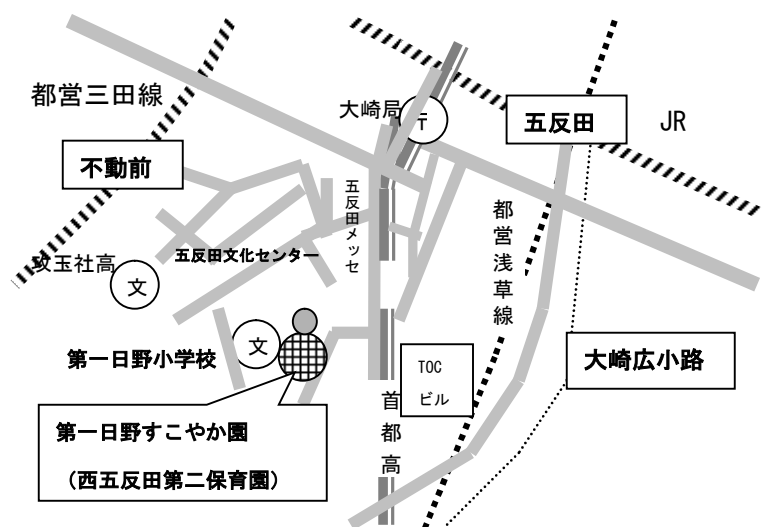 都営三田線
大崎局
〒
五反田
JR
不動前
五反田メッセ
都営浅草線
五反田文化センター
攻玉社高
文
第一日野小学校
文
TOC
ビル
大崎広小路
首都高
第一日野すこやか園
（西五反田第二保育園）